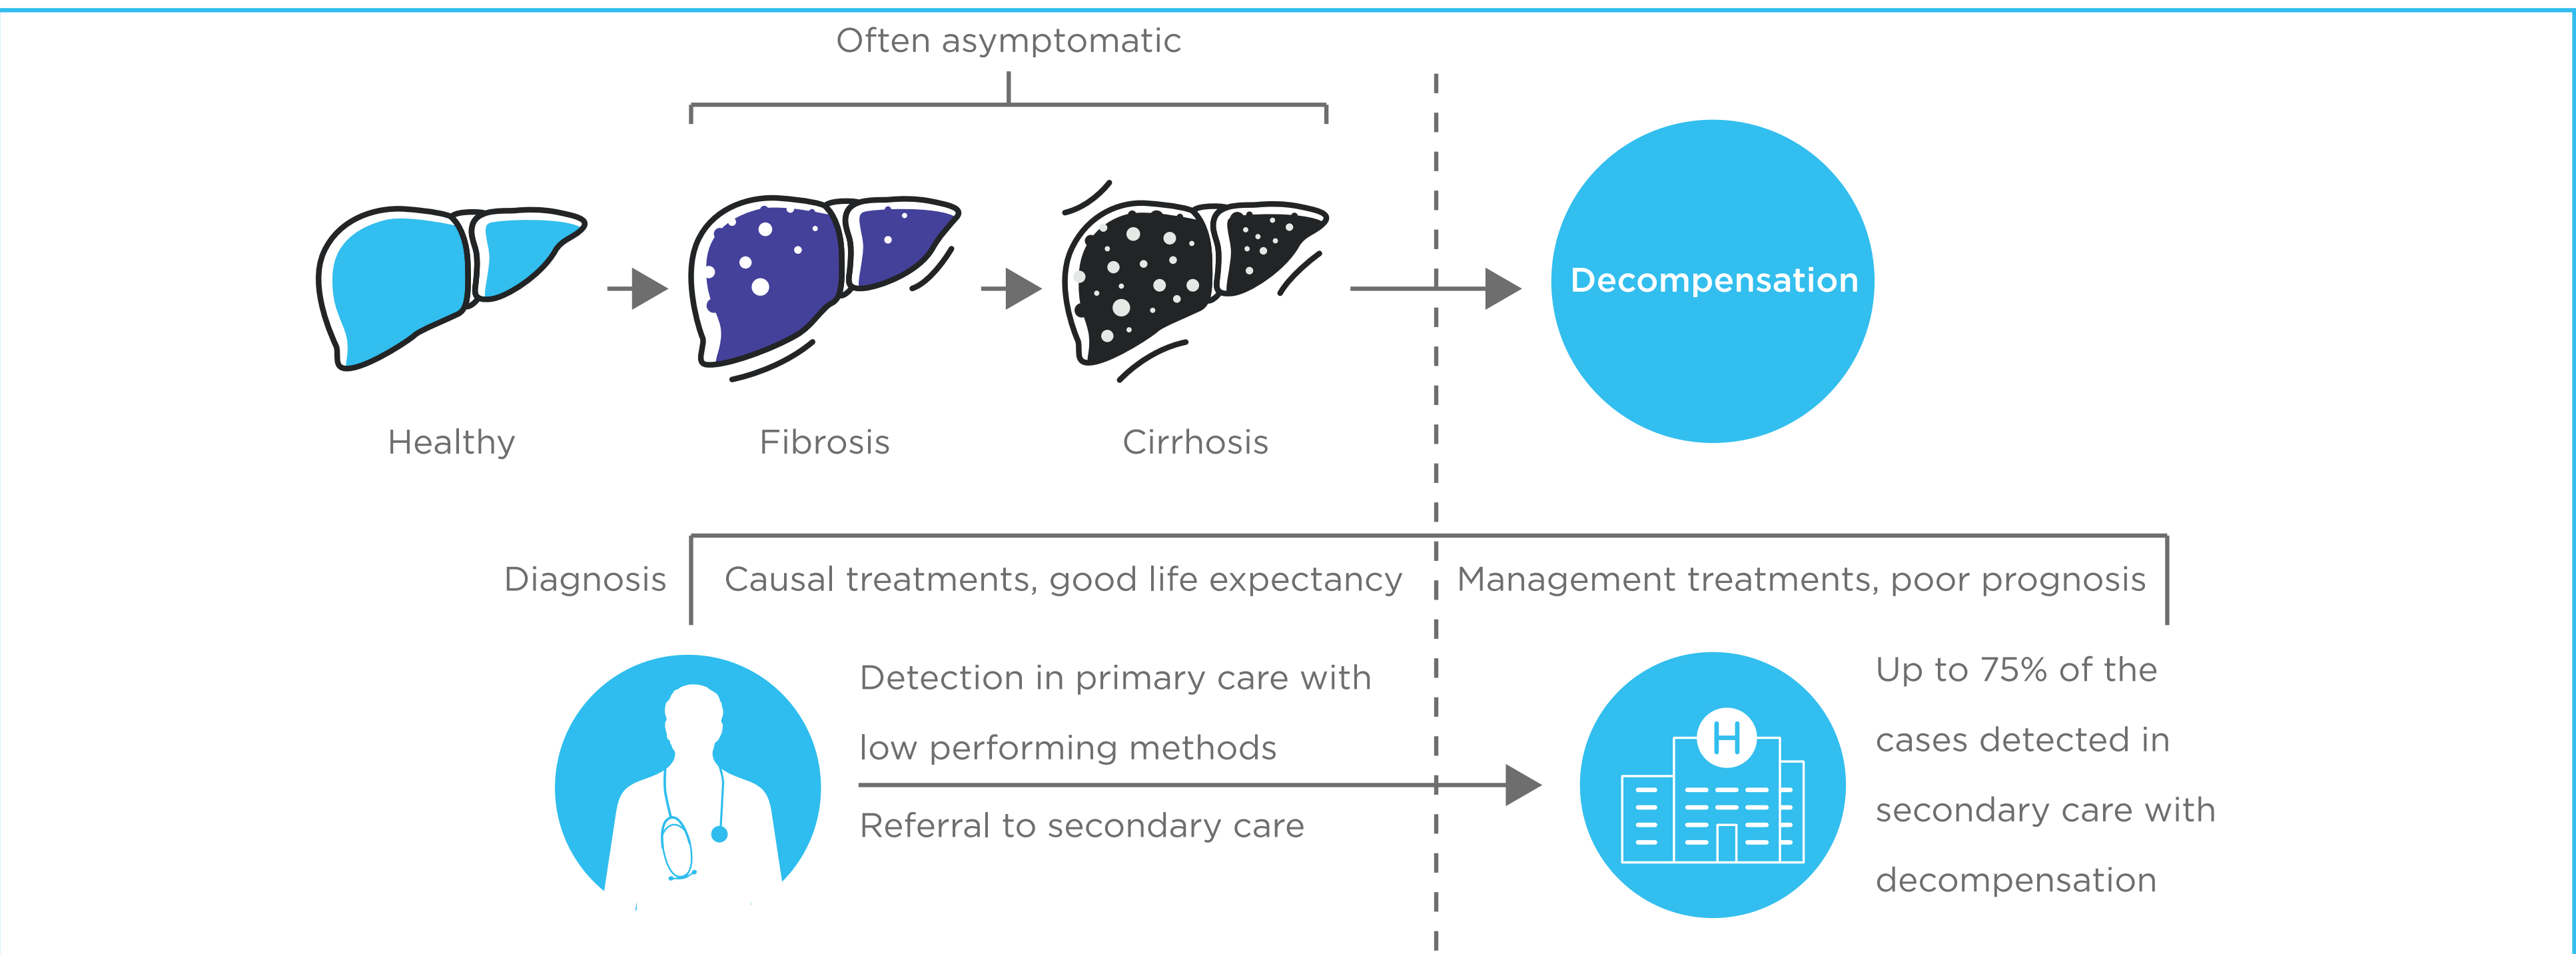 Often asymptomatic
Decompensation
Healthy
Fibrosis
Cirrhosis
Diagnosis
Causal treatments, good life expectancy
Management treatments, poor prognosis
Detection in primary care with
low performing methods
Referral to secondary care
H
Up to 75% of the
cases detected in
secondary care with
decompensation